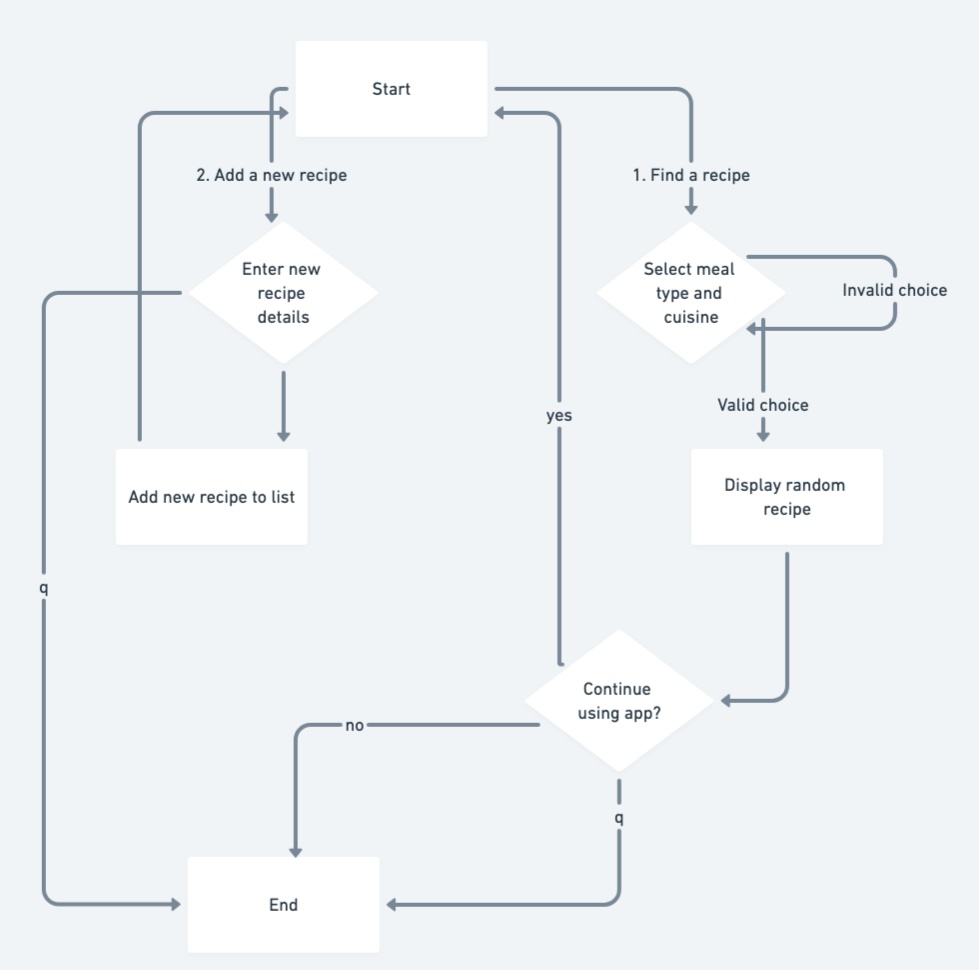 Start
2. Add a new recipe
1. Find a recipe
Enter new
recipe
details
Select meal
type and
cuisine
Invalid choice
Valid choice
yes
Add new recipe to list
Display random
recipe
q
Continue
using app?
no
q
End